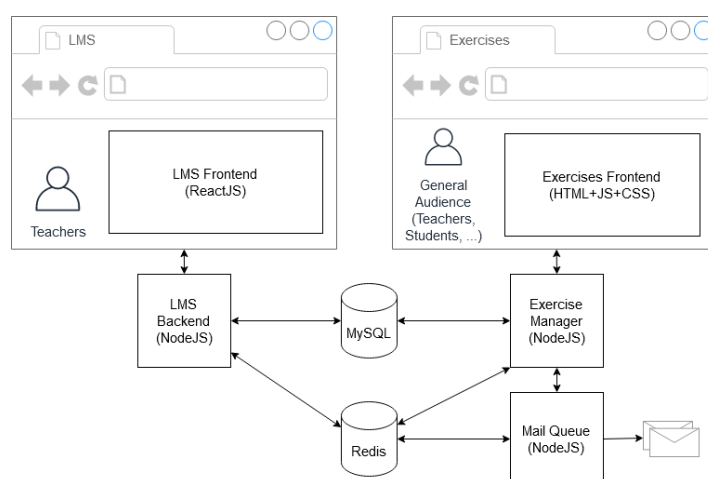 LMS
Exercises
LMS Frontend
(ReactJS)
Teachers
General
Audience
(Teachers,
Students, ...)
Exercises Frontend
(HTML+JS+CSS)
LMS
Backend
(NodeJS)
MySQL
Exercise
Manager
(NodeJS)
Redis
Mail Queue
(NodeJS)